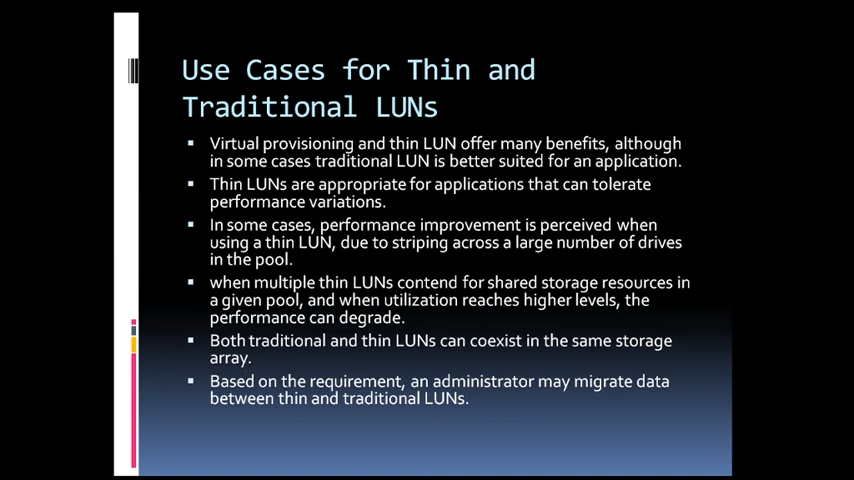 Use Cases for Thin and
Traditional LUNs
Virtual provisioning and thin LUN offer many benefits, although
in some cases traditional LUN is better suited for an application.
Thin LUNs are appropriate for applications that can tolerate
performance variations.
In some cases, performance improvement is perceived when
using a thin LUN, due to striping across a large number of drives
in the pool.
when multiple thin LUNs contend for shared storage resources in
a given pool, and when utilization reaches higher levels, the
performance can degrade.
Both traditional and thin LUNs can coexist in the same storage
array.
Based on the requirement, an administrator may migrate data
between thin and traditional LUNs.